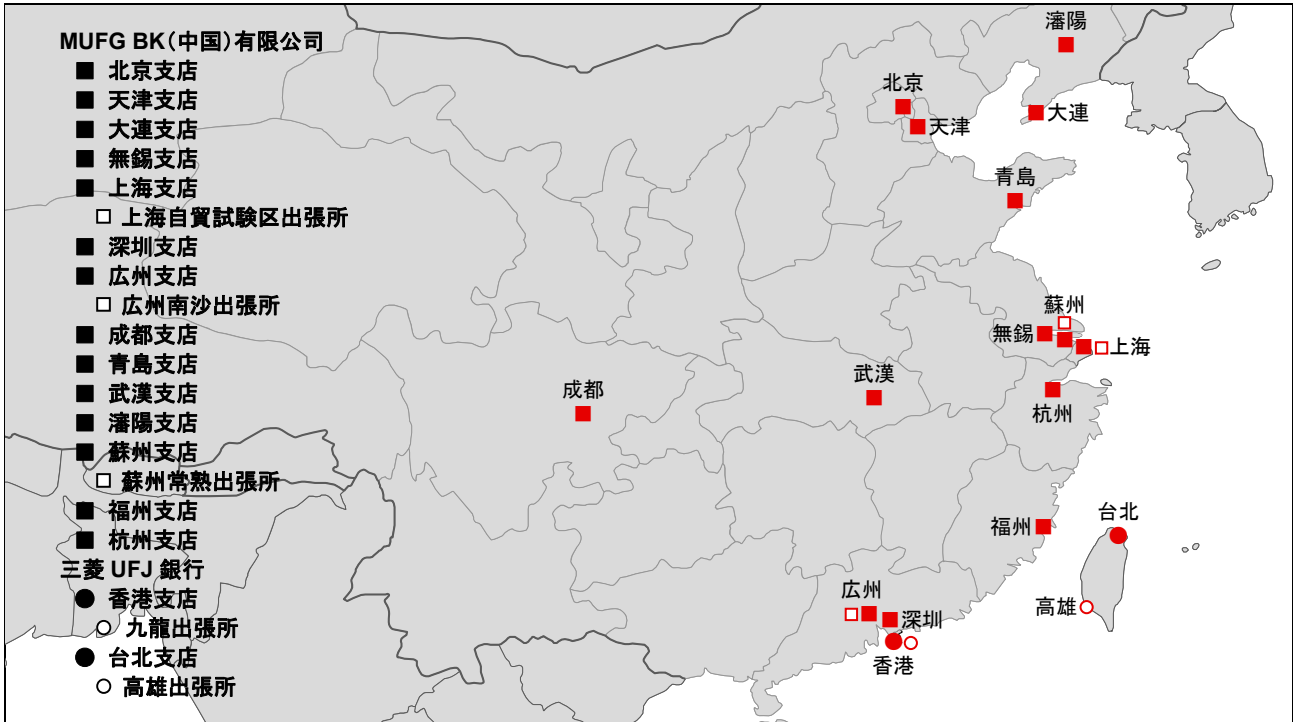 MUFG BK（中国）有限公司
■ 北京支店
■ 天津支店
■ 大連支店
■ 無錫支店
■ 上海支店
□ 上海自貿試験区出張所
■ 深圳支店
■ 広州支店
□ 広州南沙出張所
■ 成都支店
■ 青島支店
■ 武漢支店
■ 瀋陽支店
■ 蘇州支店
□ 蘇州常熟出張所
■ 福州支店
■ 杭州支店
三菱 UFJ 銀行
● 香港支店
○ 九龍出張所
● 台北支店
○ 高雄出張所
瀋陽
北京
大連
天津
青島
蘇州
無錫
上海
成都
武漢
杭州
福州
台北
広州
高雄
深圳
香港